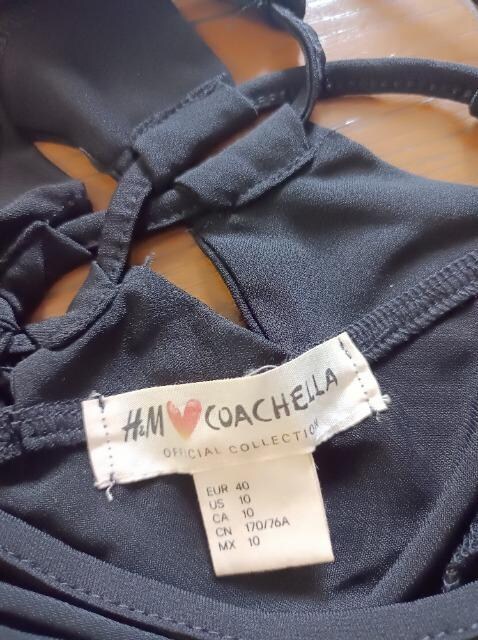 H&M ❤ COACHELLA
OFFICIAL COLLECTION
EUR 40
US 10
CA 10
CN 170/76A
MX 10